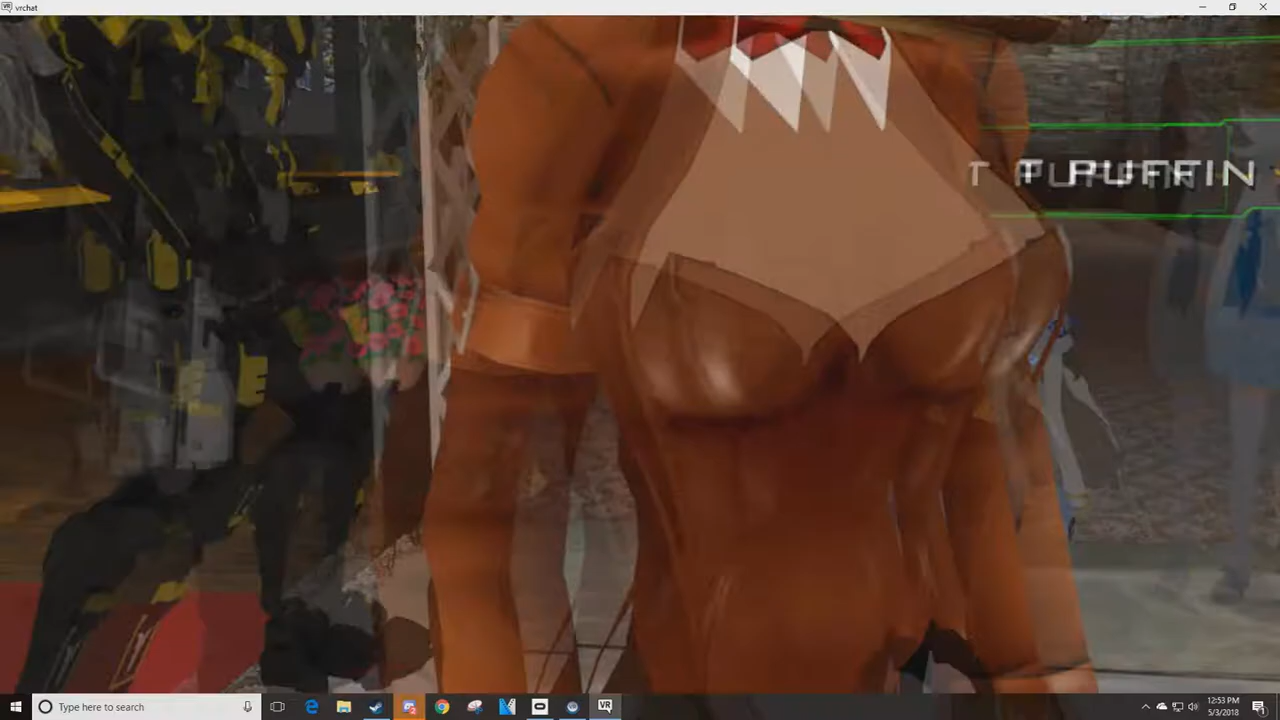 vrchat
T PUFFIN
Type here to search
12:53 PM
5/3/2018